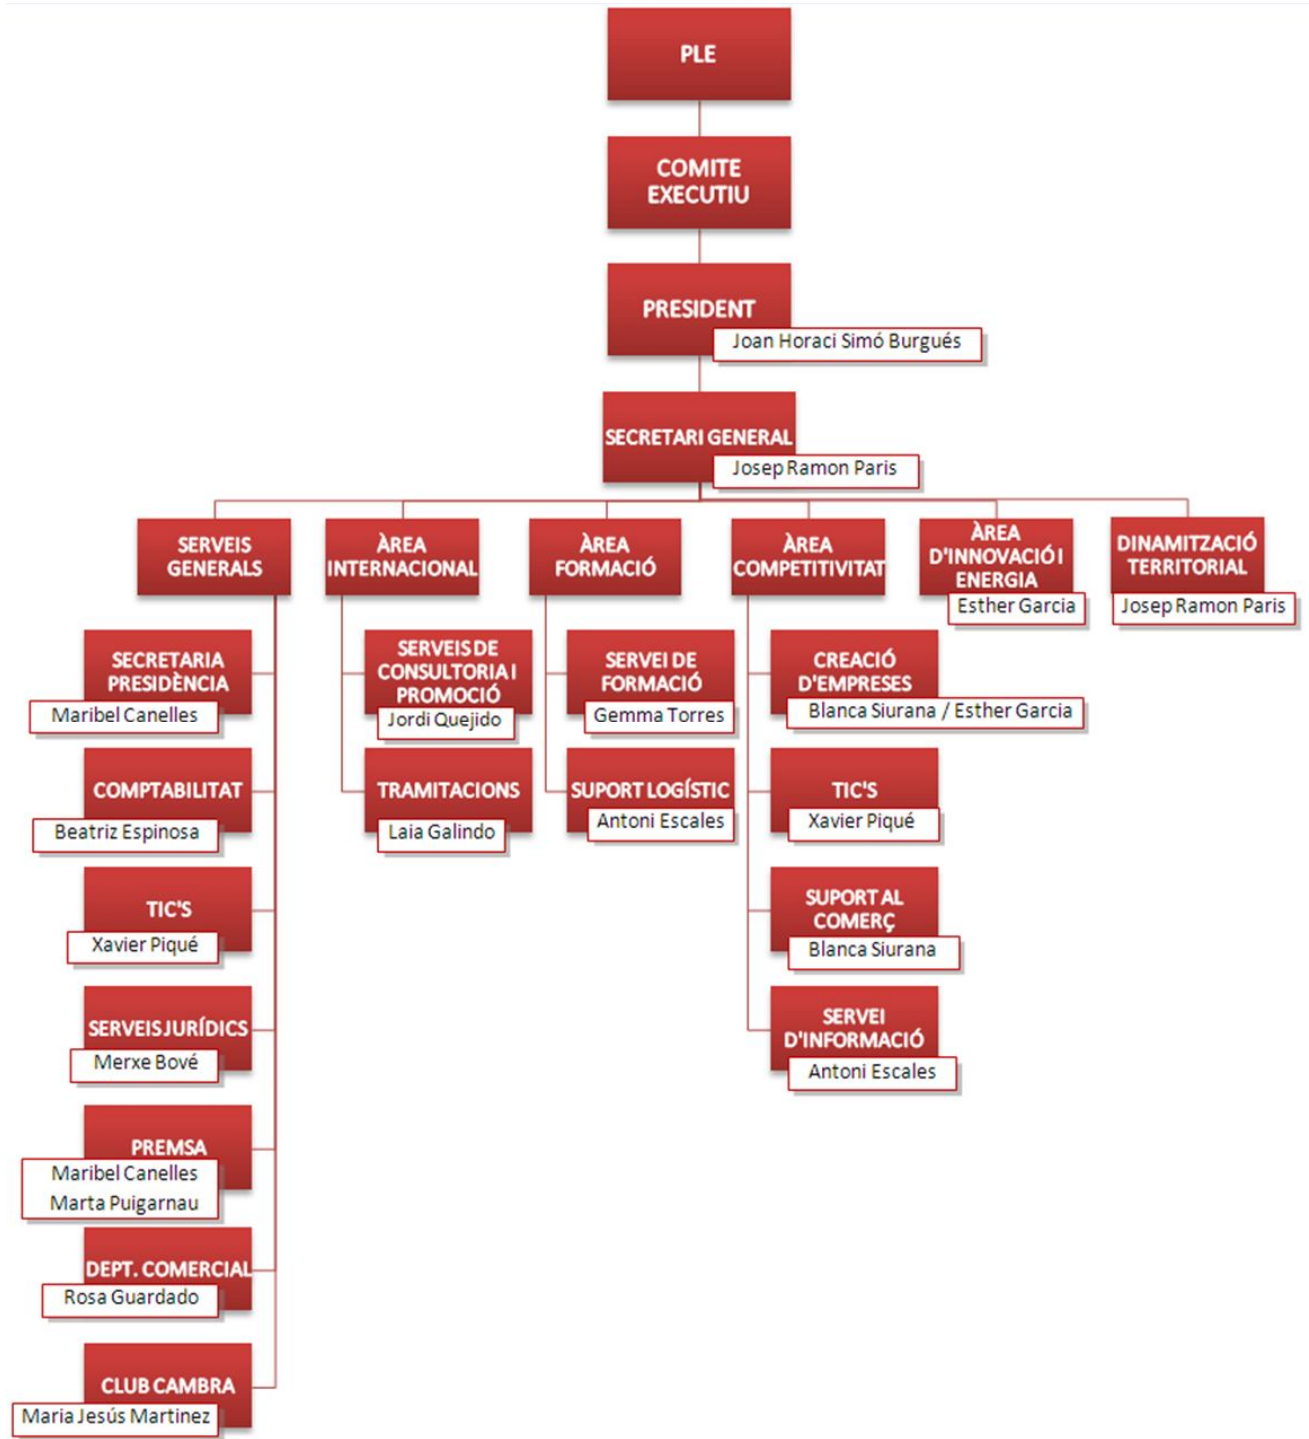 PLE
COMITE
EXECUTIU
PRESIDENT
Joan Horaci Simó Burgués
SECRETARI GENERAL
Josep Ramon Paris
SERVEIS
GENERALS
SECRETARIA
PRESIDÈNCIA
Maribel Canelles
COMPTABILITAT
Beatriz Espinosa
TIC'S
Xavier Piqué
SERVEIS JURÍDICS
Merxe Bové
PREMSA
Maribel Canelles
Marta Puigarnau
DEPT. COMERCIAL
Rosa Guardado
CLUB CAMBRA
Maria Jesús Martinez
ÀREA
INTERNACIONAL
SERVEIS DE
CONSULTORIA I
PROMOCIÓ
Jordi Quejido
TRAMITACIONS
Laia Galindo
ÀREA
FORMACIÓ
SERVEI DE
FORMACIÓ
Gemma Torres
SUPORT LOGÍSTIC
Antoni Escales
ÀREA
COMPETITIVITAT
CREACIÓ
D'EMPRESES
Blanca Siurana / Esther Garcia
TIC'S
Xavier Piqué
SUPORT AL
COMERÇ
Blanca Siurana
SERVEI
D'INFORMACIÓ
Antoni Escales
ÀREA
D'INNOVACIÓ I
ENERGIA
Esther Garcia
DINAMITZACIÓ
TERRITORIAL
Josep Ramon Paris